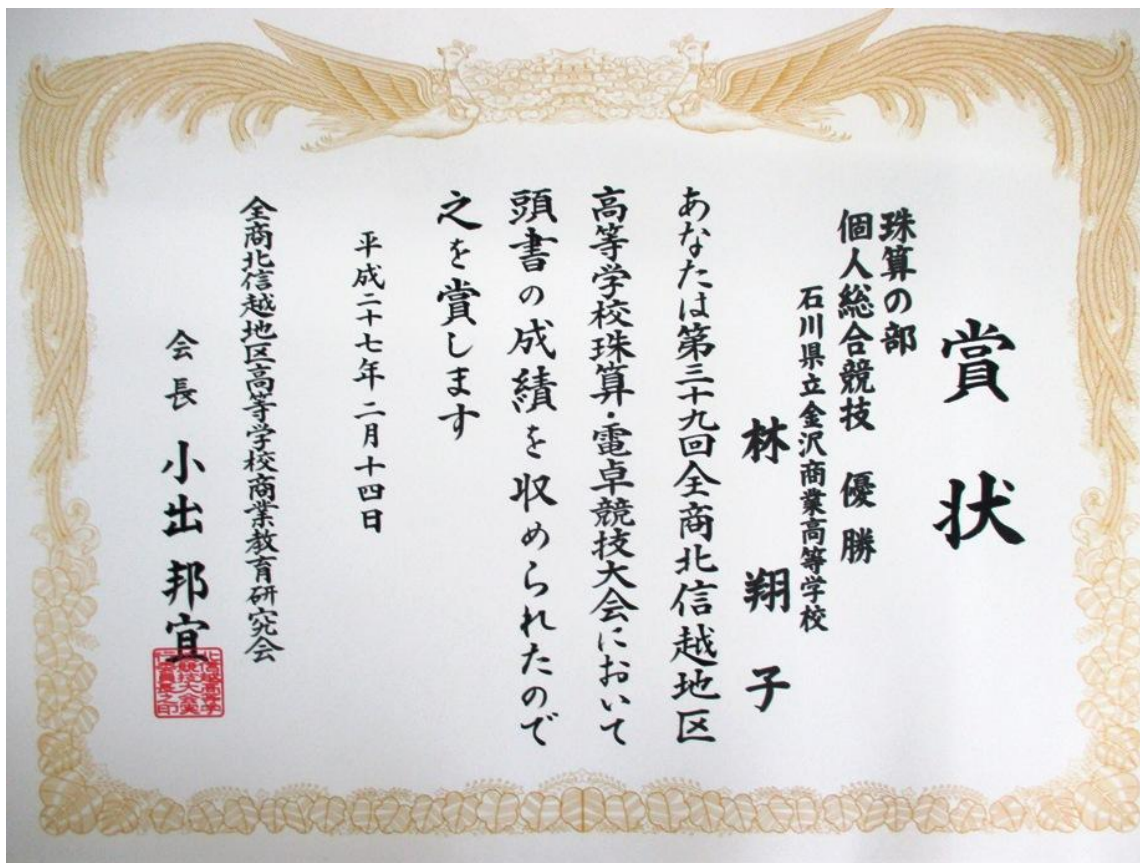 賞状
珠算の部
個人総合競技 優勝
石川県立金沢商業高等学校
林 翔子
あなたは第三十九回全商北信越地区
高等学校珠算・電卓競技大会において
頭書の成績を収められたので
之を賞します
平成二十七年二月十四日
全商北信越地区高等学校商業教育研究会
会長 小出邦宜